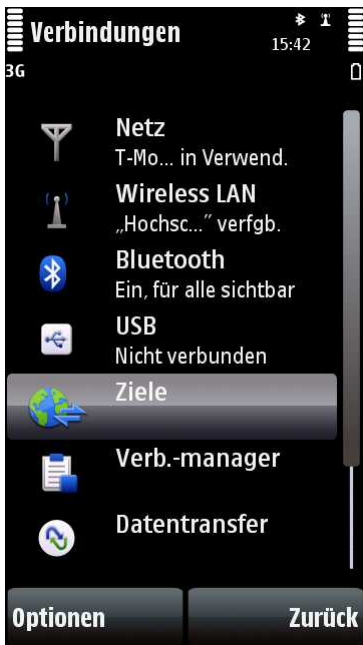 Verbindungen
15:42
3G
Netz
T-Mo... in Verwend.
Wireless LAN
„Hochsc...“ verfgb.
Bluetooth
Ein, für alle sichtbar
USB
Nicht verbunden
Ziele
Verb.-manager
Datentransfer
Optionen
Zurück